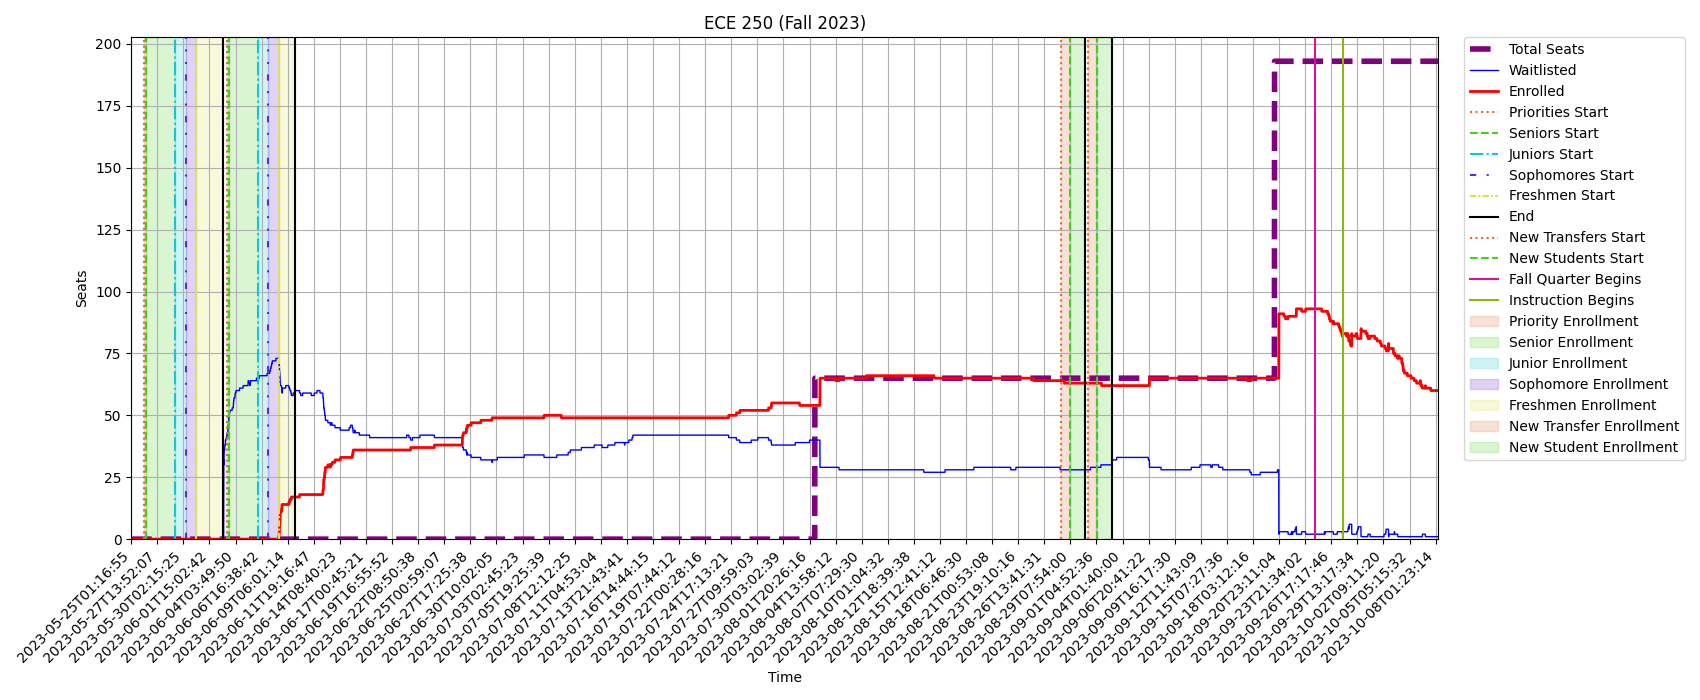 ECE 250 (Fall 2023)
200
175
150
125
100
75
50
25
0
Seats
2023-05-25T01:16:55
2023-05-27T13:52:07
2023-05-30T02:15:25
2023-06-01T15:02:42
2023-06-04T03:49:50
2023-06-06T16:38:42
2023-06-09T06:01:14
2023-06-11T19:16:47
2023-06-14T08:40:23
2023-06-17T00:45:21
2023-06-19T16:55:52
2023-06-22T08:50:38
2023-06-25T00:59:07
2023-06-27T17:25:38
2023-06-30T10:02:05
2023-07-03T02:45:23
2023-07-05T19:25:39
2023-07-08T12:12:25
2023-07-11T04:53:04
2023-07-13T21:43:41
2023-07-16T14:44:15
2023-07-19T07:44:12
2023-07-22T00:28:16
2023-07-24T17:13:21
2023-07-27T09:59:03
2023-07-30T03:02:39
2023-08-01T20:26:16
2023-08-04T13:58:12
2023-08-07T07:29:30
2023-08-10T01:04:32
2023-08-12T18:39:38
2023-08-15T12:41:12
2023-08-18T06:46:30
2023-08-21T00:53:08
2023-08-23T19:10:16
2023-08-26T13:41:31
2023-08-29T07:54:00
2023-09-01T04:52:36
2023-09-04T01:40:00
2023-09-06T20:41:22
2023-09-09T16:17:30
2023-09-12T11:43:09
2023-09-15T07:27:36
2023-09-18T03:12:16
2023-09-20T23:11:04
2023-09-23T21:34:02
2023-09-26T17:17:46
2023-09-29T13:17:34
2023-10-02T09:11:20
2023-10-05T05:15:32
2023-10-08T01:23:14
Time
Total Seats
Waitlisted
Enrolled
Priorities Start
Seniors Start
Juniors Start
Sophomores Start
Freshmen Start
End
New Transfers Start
New Students Start
Fall Quarter Begins
Instruction Begins
Priority Enrollment
Senior Enrollment
Junior Enrollment
Sophomore Enrollment
Freshmen Enrollment
New Transfer Enrollment
New Student Enrollment